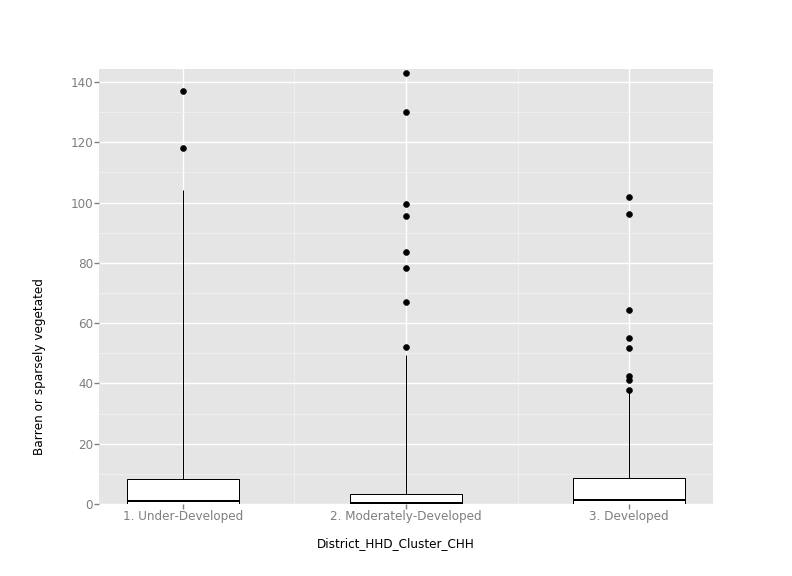 140
120
100
80
60
40
20
0
Barren or sparsely vegetated
1. Under-Developed
2. Moderately-Developed
3. Developed
District_HHD_Cluster_CHH